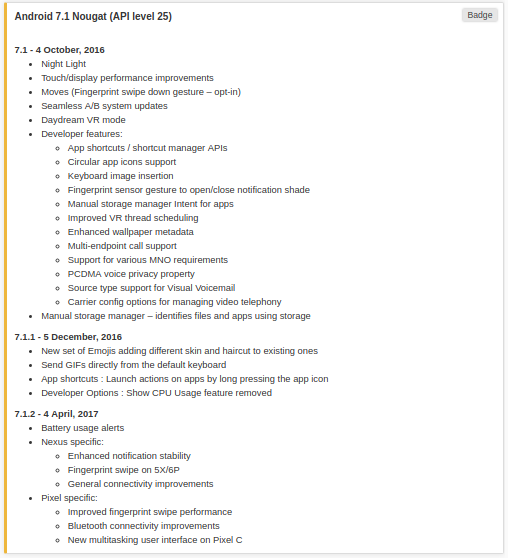 Android 7.1 Nougat (API level 25)
Badge
7.1 - 4 October, 2016
Night Light
Touch/display performance improvements
Moves (Fingerprint swipe down gesture – opt-in)
Seamless A/B system updates
Daydream VR mode
Developer features:
App shortcuts / shortcut manager APIs
Circular app icons support
Keyboard image insertion
Fingerprint sensor gesture to open/close notification shade
Manual storage manager Intent for apps
Improved VR thread scheduling
Enhanced wallpaper metadata
Multi-endpoint call support
Support for various MNO requirements
PCDMA voice privacy property
Source type support for Visual Voicemail
Carrier config options for managing video telephony
Manual storage manager – identifies files and apps using storage
7.1.1 - 5 December, 2016
New set of Emojis adding different skin and haircut to existing ones
Send GIFs directly from the default keyboard
App shortcuts : Launch actions on apps by long pressing the app icon
Developer Options : Show CPU Usage feature removed
7.1.2 - 4 April, 2017
Battery usage alerts
Nexus specific:
Enhanced notification stability
Fingerprint swipe on 5X/6P
General connectivity improvements
Pixel specific:
Improved fingerprint swipe performance
Bluetooth connectivity improvements
New multitasking user interface on Pixel C